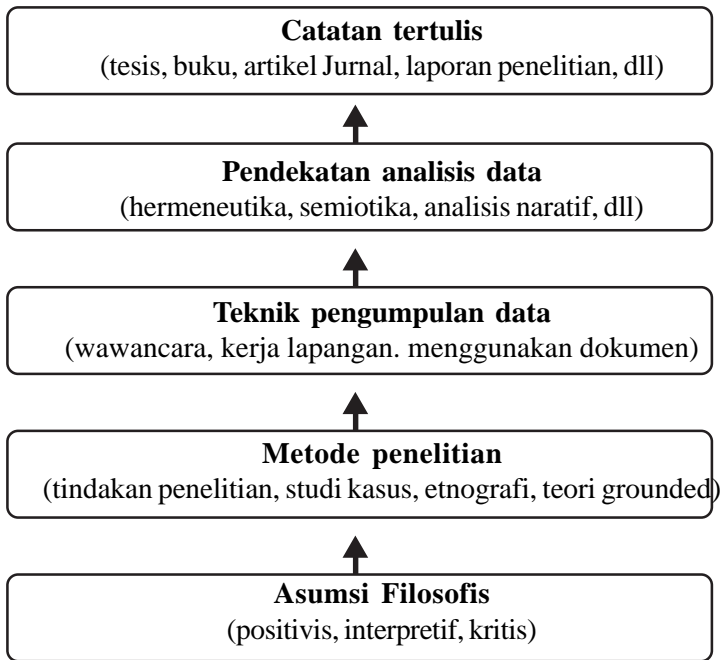 Catatan tertulis
(tesis, buku, artikel Jurnal, laporan penelitian, dll)
Pendekatan analisis data
(hermeneutika, semiotika, analisis naratif, dll)
Teknik pengumpulan data
(wawancara, kerja lapangan. menggunakan dokumen)
Metode penelitian
(tindakan penelitian, studi kasus, etnografi, teori grounded)
Asumsi Filosofis
(positivis, interpretif, kritis)